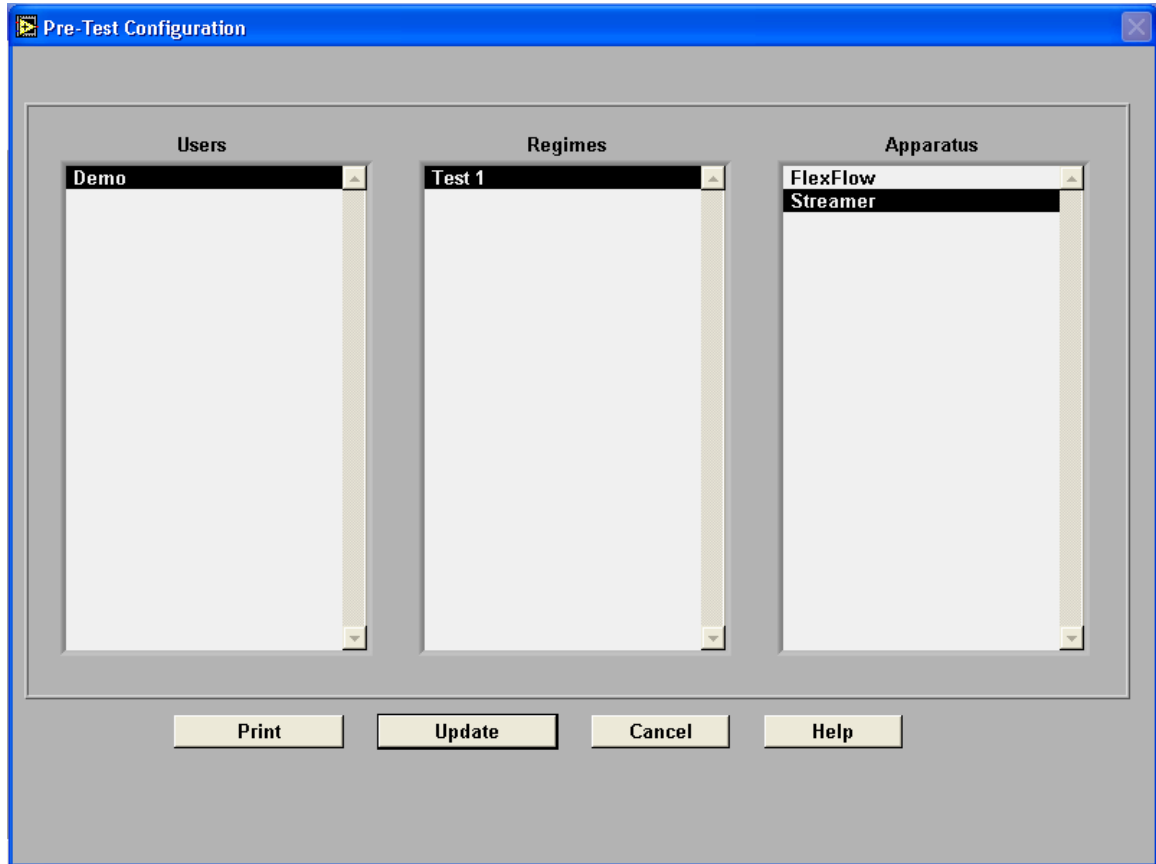 Pre-Test Configuration
Users
Regimes
Apparatus
Demo
Test 1
FlexFlow
Streamer
Print
Update
Cancel
Help